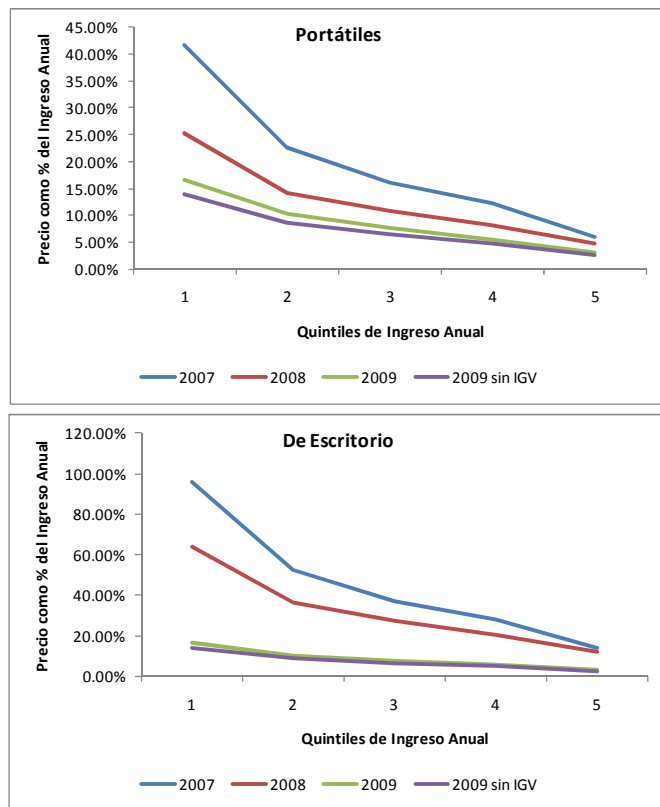 Portátiles
Precio como % del Ingreso Anual
45.00%
40.00%
35.00%
30.00%
25.00%
20.00%
15.00%
10.00%
5.00%
0.00%
1 2 3 4 5
Quintiles de Ingreso Anual
2007 2008 2009 2009 sin IGV
De Escritorio
Precio como % del Ingreso Anual
120.00%
100.00%
80.00%
60.00%
40.00%
20.00%
0.00%
1 2 3 4 5
Quintiles de Ingreso Anual
2007 2008 2009 2009 sin IGV